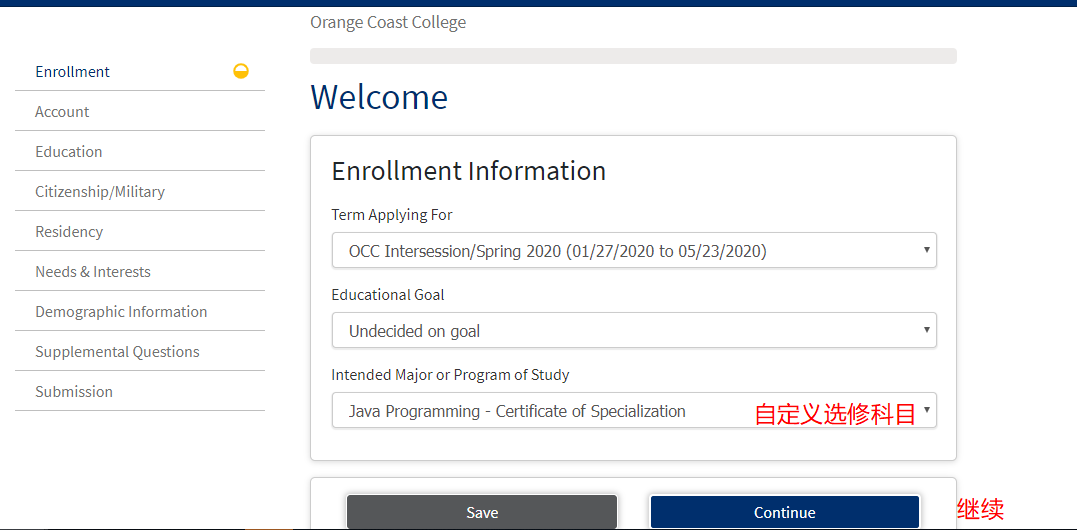 Orange Coast College
Enrollment
Account
Education
Citizenship/Military
Residency
Needs & Interests
Demographic Information
Supplemental Questions
Submission
Welcome
Enrollment Information
Term Applying For
OCC Intersession/Spring 2020 (01/27/2020 to 05/23/2020)
Educational Goal
Undecided on goal
Intended Major or Program of Study
Java Programming - Certificate of Specialization 自定义选修科目
Save Continue 继续